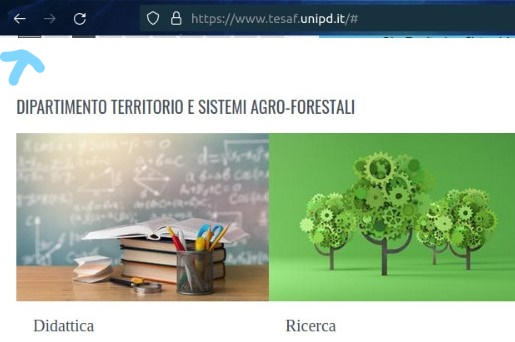 https://www.tesaf.unipd.it/#
DIPARTIMENTO TERRITORIO E SISTEMI AGRO-FORESTALI
Didattica
Ricerca